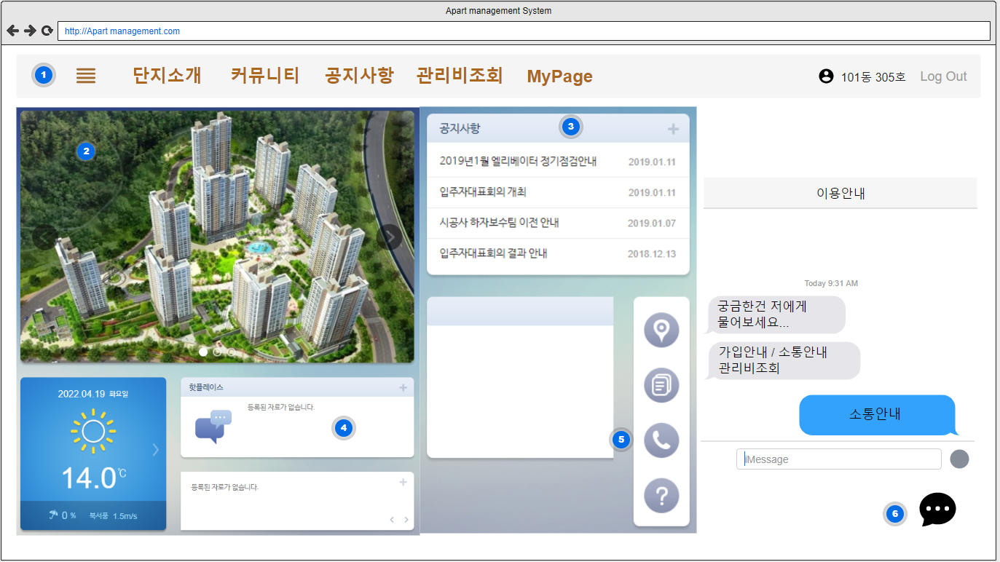 Apart management System
http://Apart management.com
1
단지소개 커뮤니티 공지사항 관리비조회 MyPage
101동 305호 Log Out
2
공지사항
3
2019년1월 엘리베이터 정기점검안내 2019.01.11
입주자대표회의 개최 2019.01.11
시공사 하자보수팀 이전 안내 2019.01.07
입주자대표회의 결과 안내 2018.12.13
2022.04.19 화요일
14.0℃
0 % 북서풍 1.5m/s
핫플레이스
등록된 자료가 없습니다.
4
등록된 자료가 없습니다.
5
이용안내
Today 9:31 AM
궁금한건 저에게
물어보세요...
가입안내 / 소통안내
관리비조회
소통안내
iMessage
6